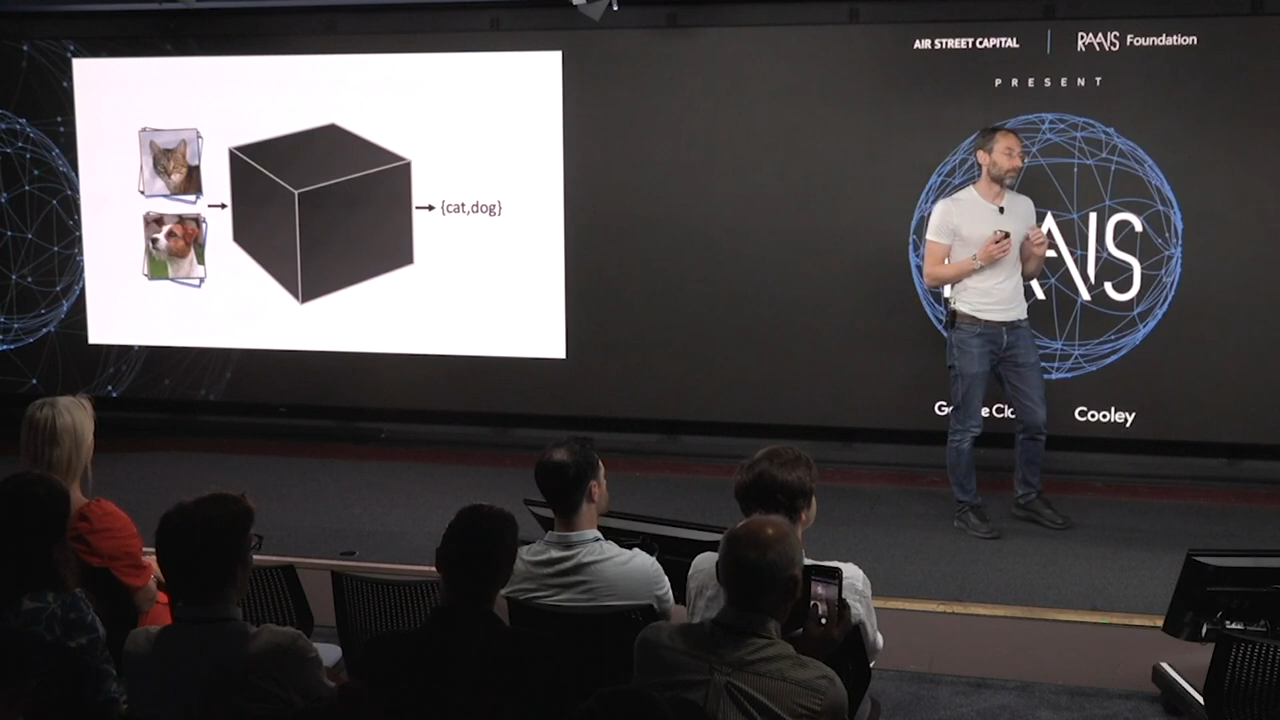 {cat,dog}
AIR STREET CAPITAL
RAAIS Foundation
PRESENT
Cooley